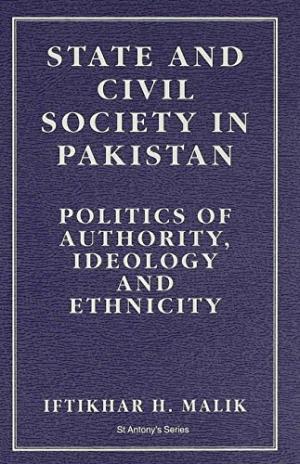 STATE AND
CIVIL
SOCIETY IN
PAKISTAN
POLITICS OF
AUTHORITY,
IDEOLOGY
AND
ETHNICITY
IFTIKHAR H. MALIK
St Antony's Series